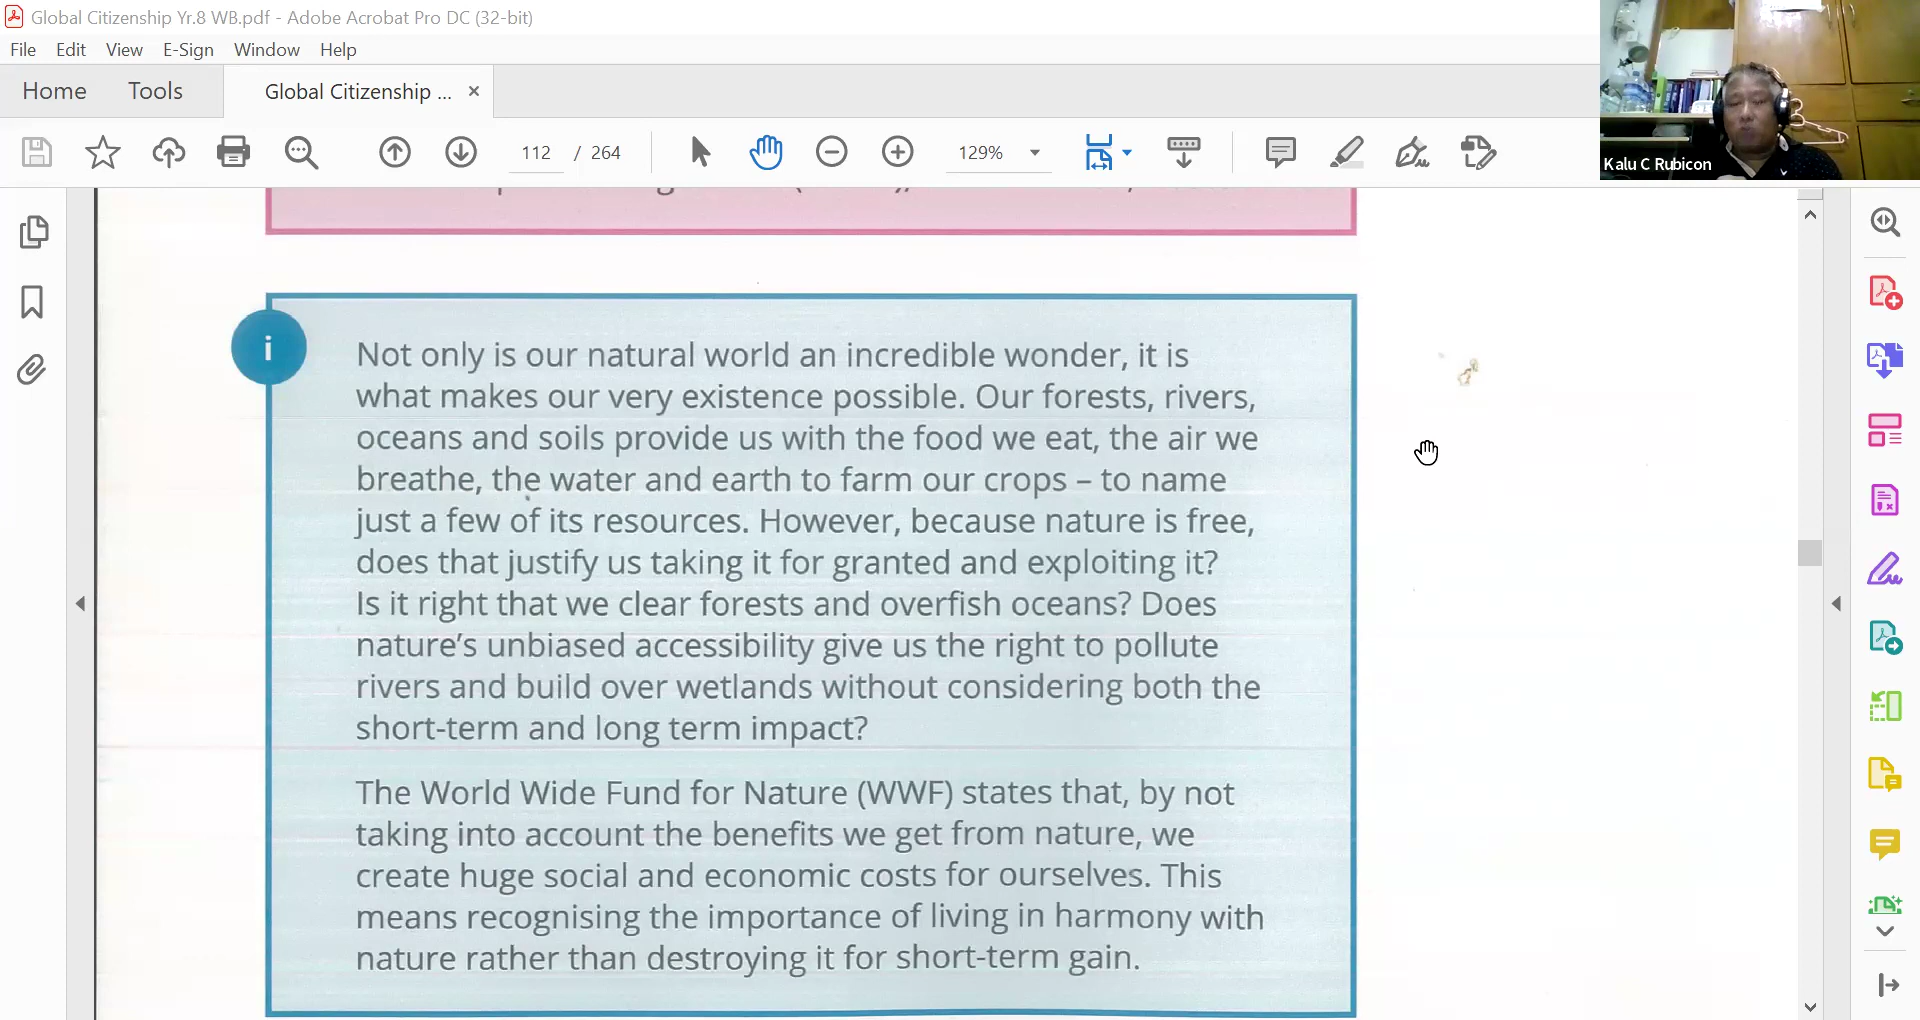 Global Citizenship Yr.8 WB.pdf - Adobe Acrobat Pro DC (32-bit)
File Edit View E-Sign Window Help
Home Tools Global Citizenship ... ×
112 / 264 129%
Kalu C Rubicon
i
Not only is our natural world an incredible wonder, it is
what makes our very existence possible. Our forests, rivers,
oceans and soils provide us with the food we eat, the air we
breathe, the water and earth to farm our crops – to name
just a few of its resources. However, because nature is free,
does that justify us taking it for granted and exploiting it?
Is it right that we clear forests and overfish oceans? Does
nature's unbiased accessibility give us the right to pollute
rivers and build over wetlands without considering both the
short-term and long term impact?
The World Wide Fund for Nature (WWF) states that, by not
taking into account the benefits we get from nature, we
create huge social and economic costs for ourselves. This
means recognising the importance of living in harmony with
nature rather than destroying it for short-term gain.